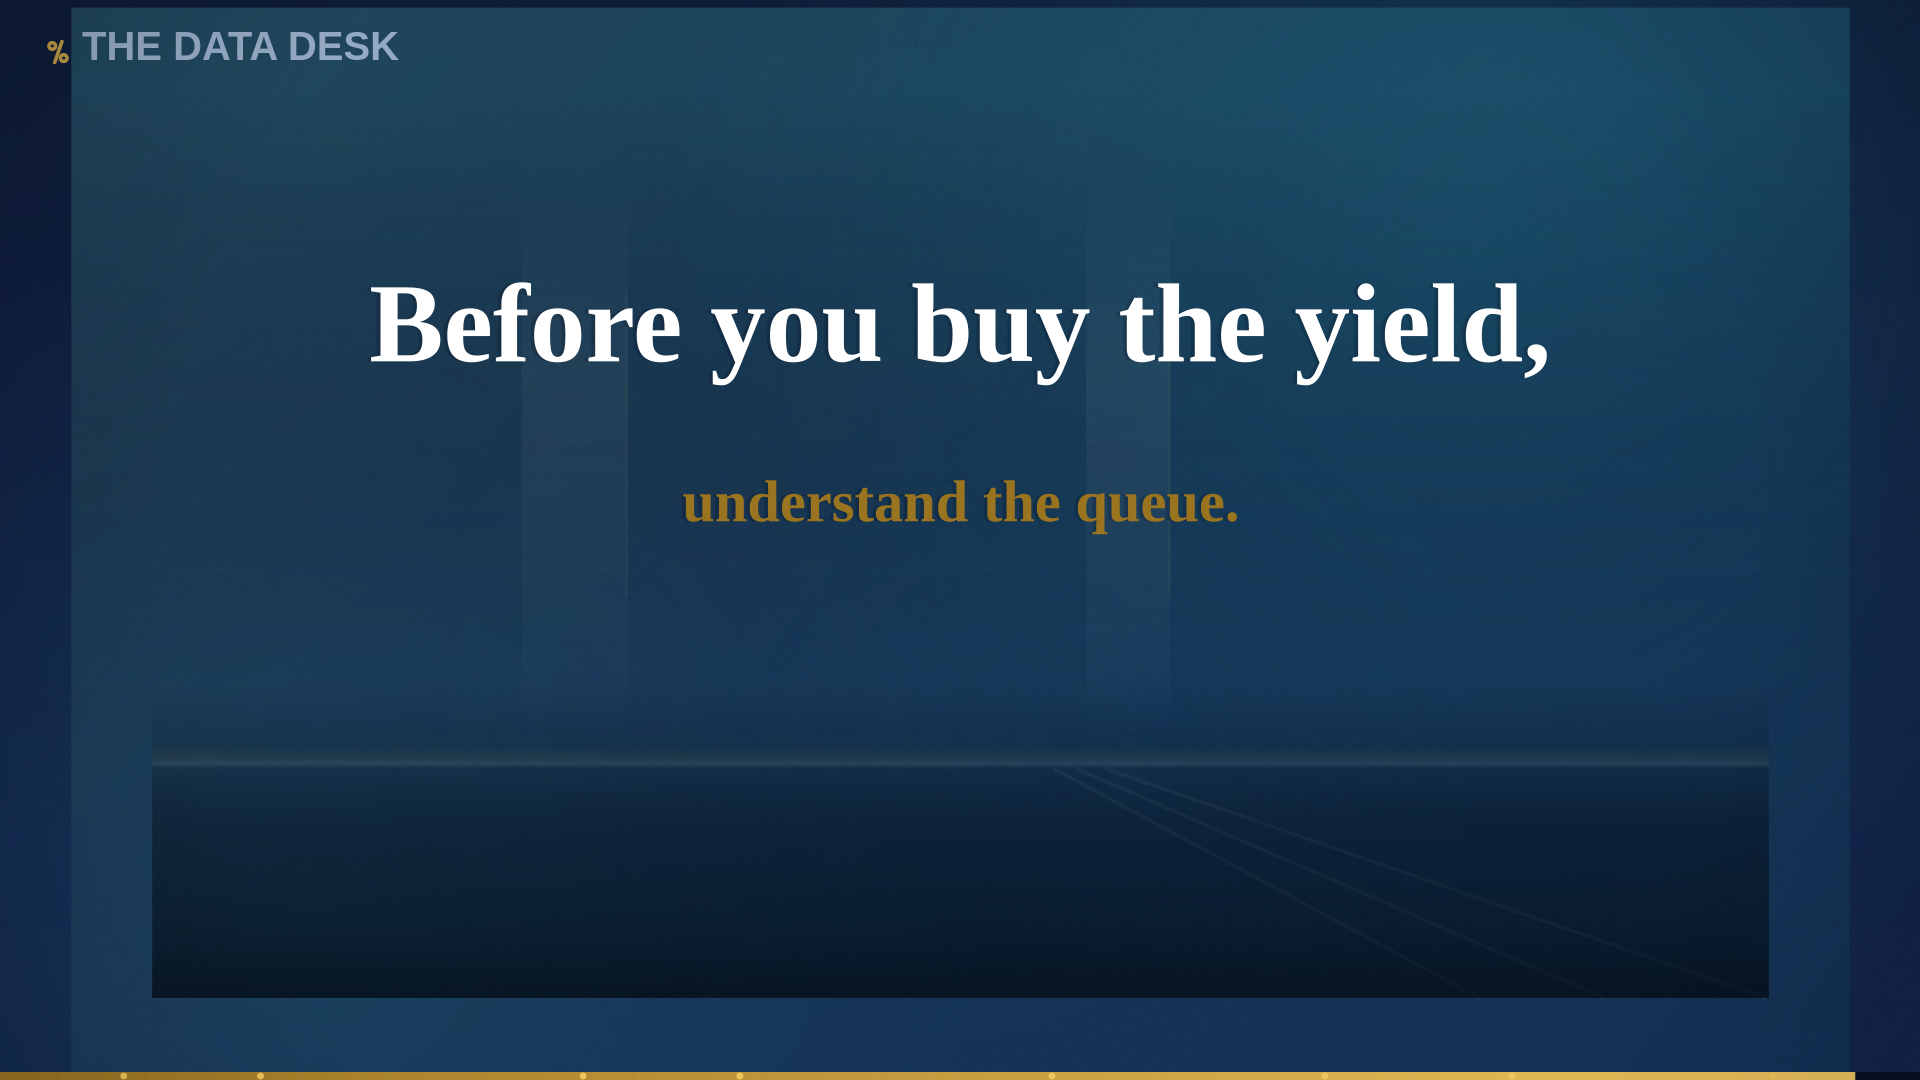 % THE DATA DESK
Before you buy the yield,
understand the queue.